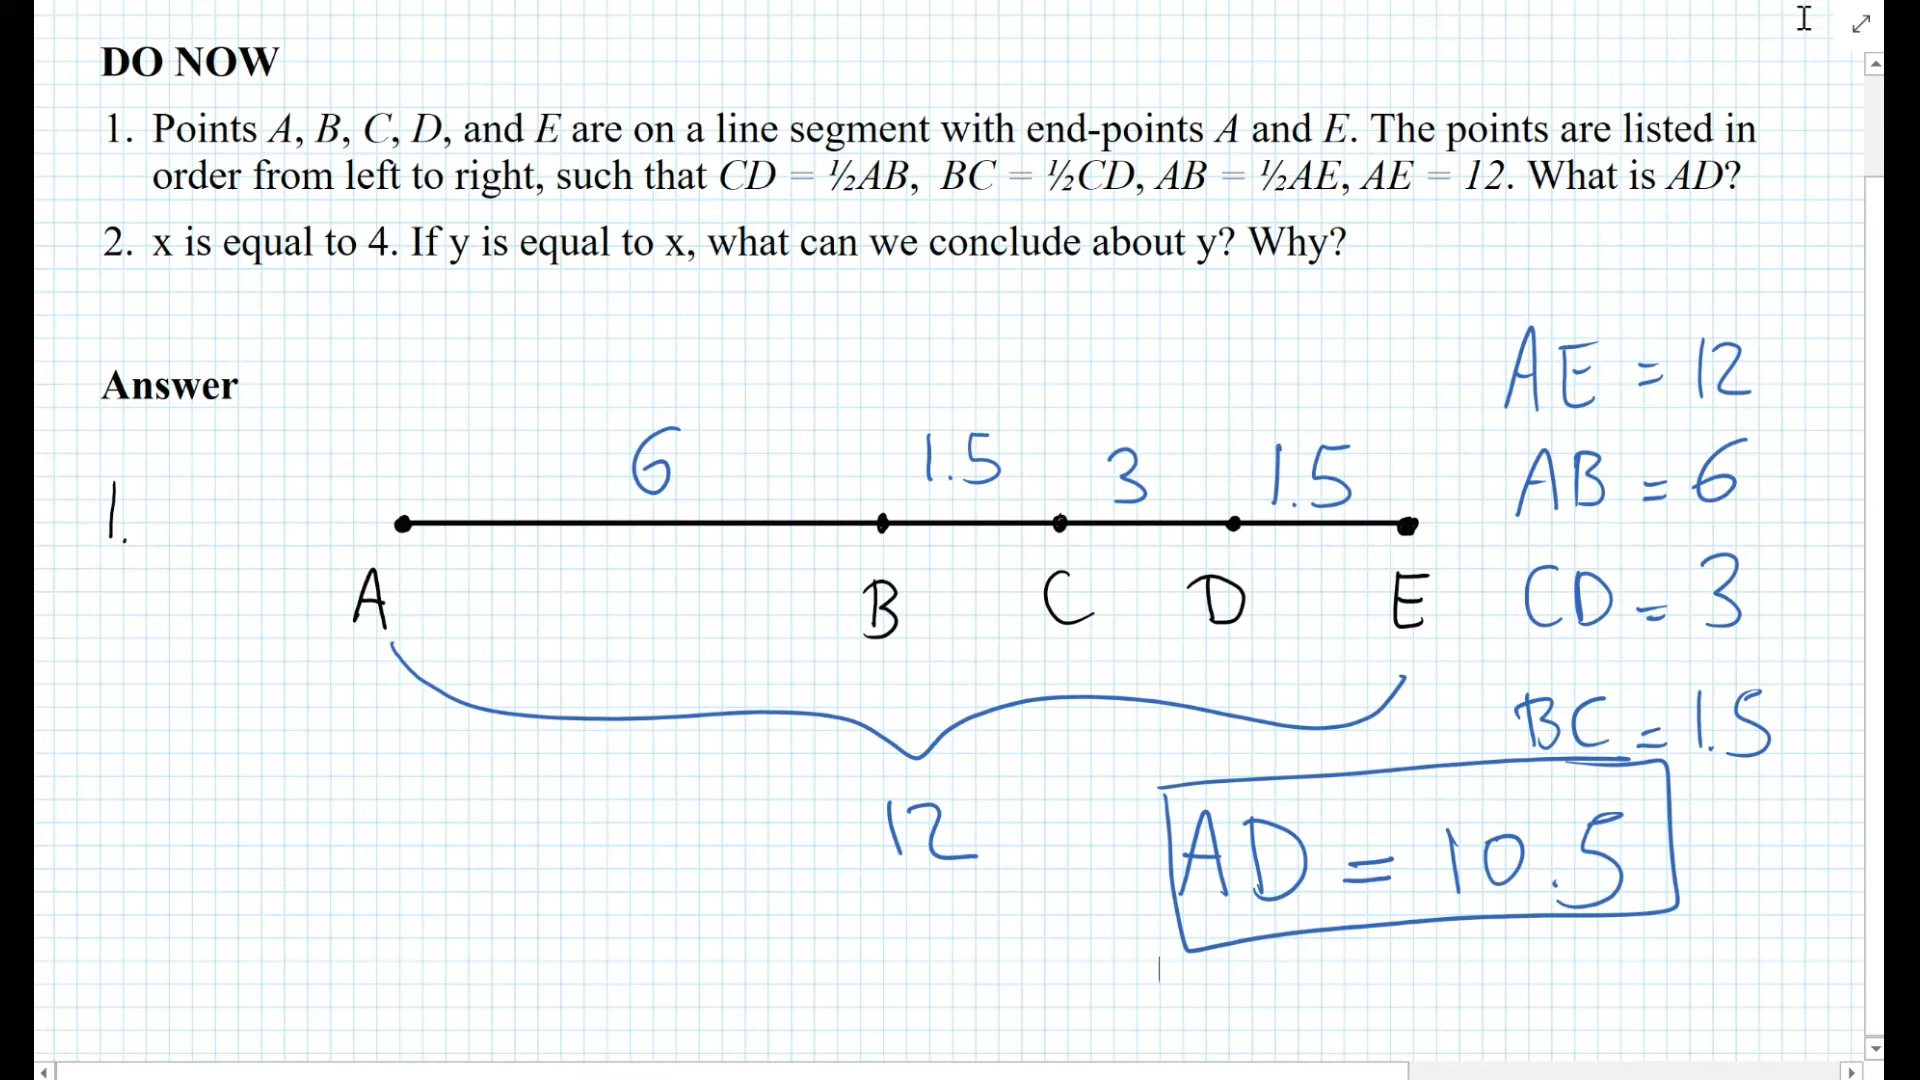 DO NOW
1. Points A, B, C, D, and E are on a line segment with end-points A and E. The points are listed in
order from left to right, such that CD = ½AB, BC = ½CD, AB = ½AE, AE = 12. What is AD?
2. x is equal to 4. If y is equal to x, what can we conclude about y? Why?
Answer
1.
6 1.5 3 1.5
A B C D E
12
AE = 12
AB = 6
CD = 3
BC = 1.5
AD = 10.5